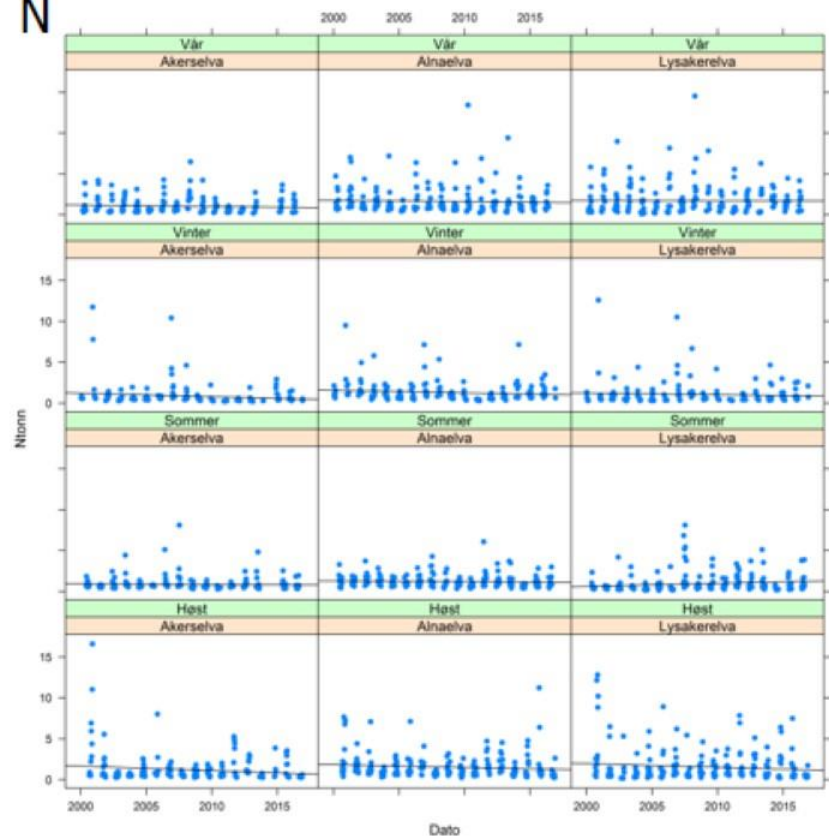 N
2000 2005 2010 2015
Vår Vår Vår
Akerselva Alnaelva Lysakerelva
Vinter Vinter Vinter
Akerselva Alnaelva Lysakerelva
15
10
5
0
Sommer Sommer Sommer
Akerselva Alnaelva Lysakerelva
Ntonn
Høst Høst Høst
Akerselva Alnaelva Lysakerelva
15
10
5
0
2000 2005 2010 2015 2000 2005 2010 2015
Dato